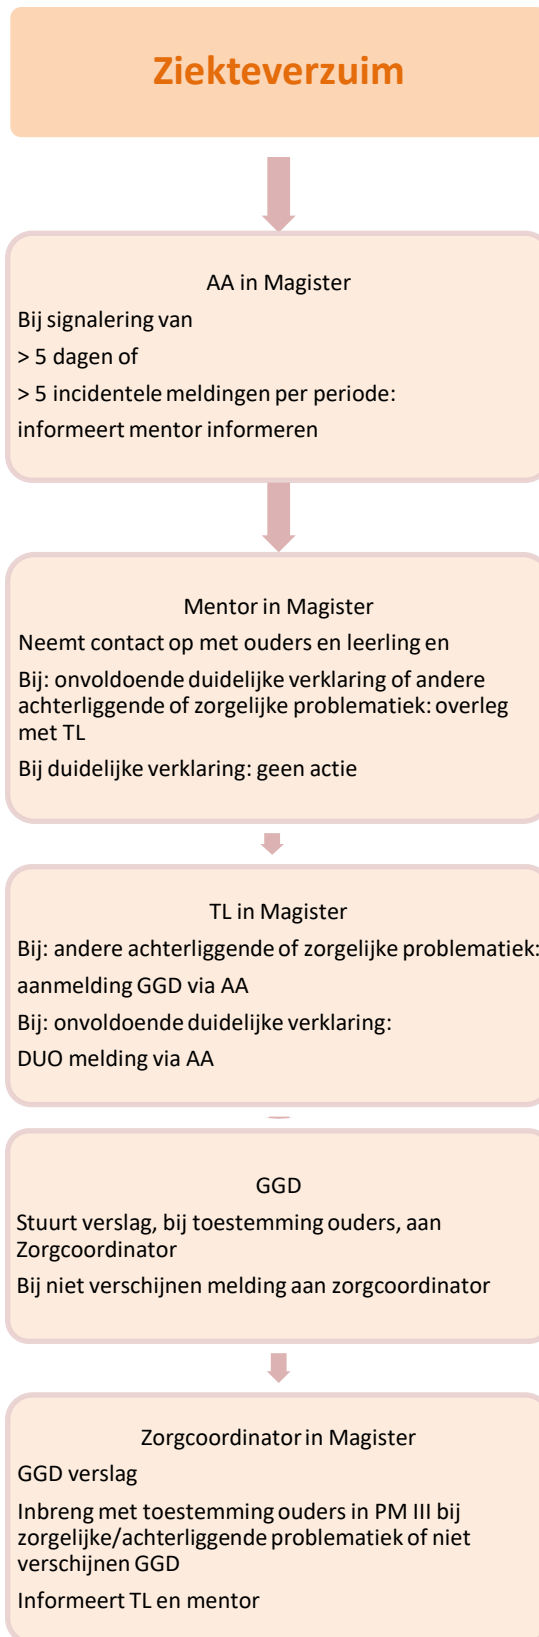 Ziekteverzuim
AA in Magister
Bij signalering van
> 5 dagen of
> 5 incidentele meldingen per periode:
informeert mentor informeren
Mentor in Magister
Neemt contact op met ouders en leerling en
Bij: onvoldoende duidelijke verklaring of andere
achterliggende of zorgelijke problematiek: overleg
met TL
Bij duidelijke verklaring: geen actie
TL in Magister
Bij: andere achterliggende of zorgelijke problematiek:
aanmelding GGD via AA
Bij: onvoldoende duidelijke verklaring:
DUO melding via AA
GGD
Stuurt verslag, bij toestemming ouders, aan
Zorgcoordinator
Bij niet verschijnen melding aan zorgcoordinator
Zorgcoordinator in Magister
GGD verslag
Inbreng met toestemming ouders in PM III bij
zorgelijke/achterliggende problematiek of niet
verschijnen GGD
Informeert TL en mentor